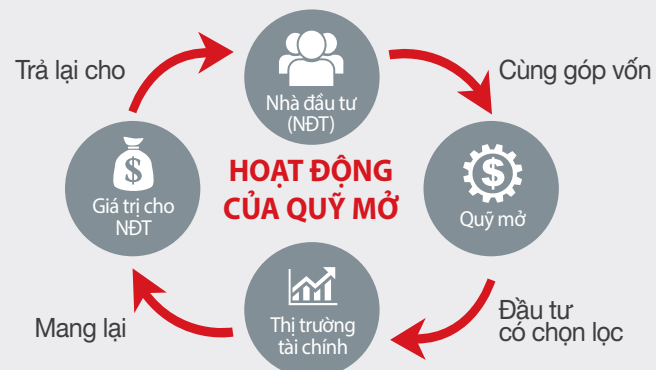 Nhà đầu tư
(NĐT)
Cùng góp vốn
Quỹ mở
Đầu tư
có chọn lọc
Thị trường
tài chính
Mang lại
Giá trị cho
NĐT
Trả lại cho
HOẠT ĐỘNG
CỦA QUỸ MỞ
$
$